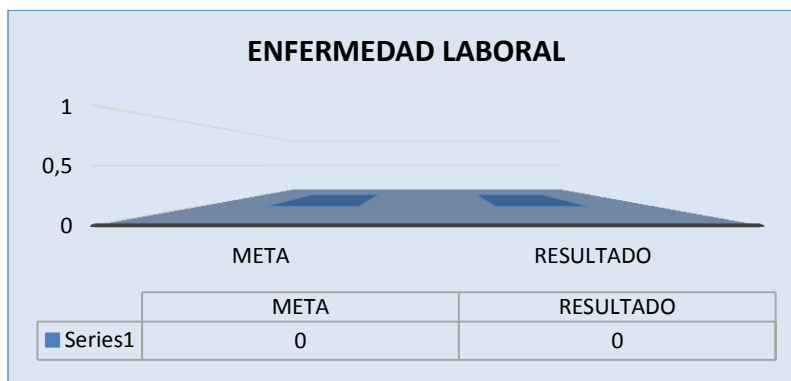 ENFERMEDAD LABORAL
1
0,5
0
META RESULTADO
META RESULTADO
Series1 0 0